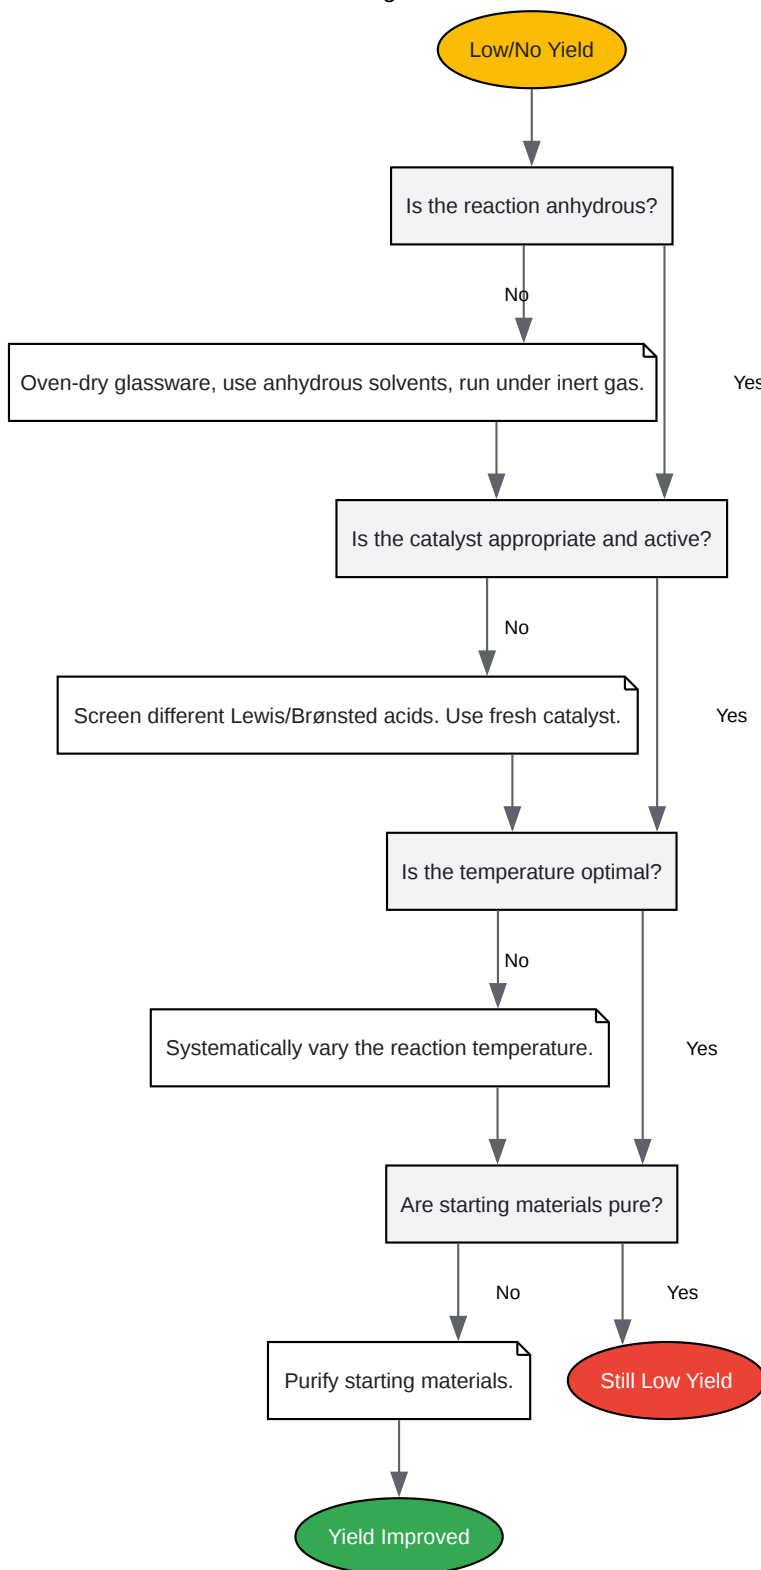 Low/No Yield
Is the reaction anhydrous?
No
Oven-dry glassware, use anhydrous solvents, run under inert gas.
Yes
Is the catalyst appropriate and active?
No
Screen different Lewis/Brønsted acids. Use fresh catalyst.
Yes
Is the temperature optimal?
No
Systematically vary the reaction temperature.
Yes
Are starting materials pure?
No
Yes
Purify starting materials.
Still Low Yield
Yield Improved